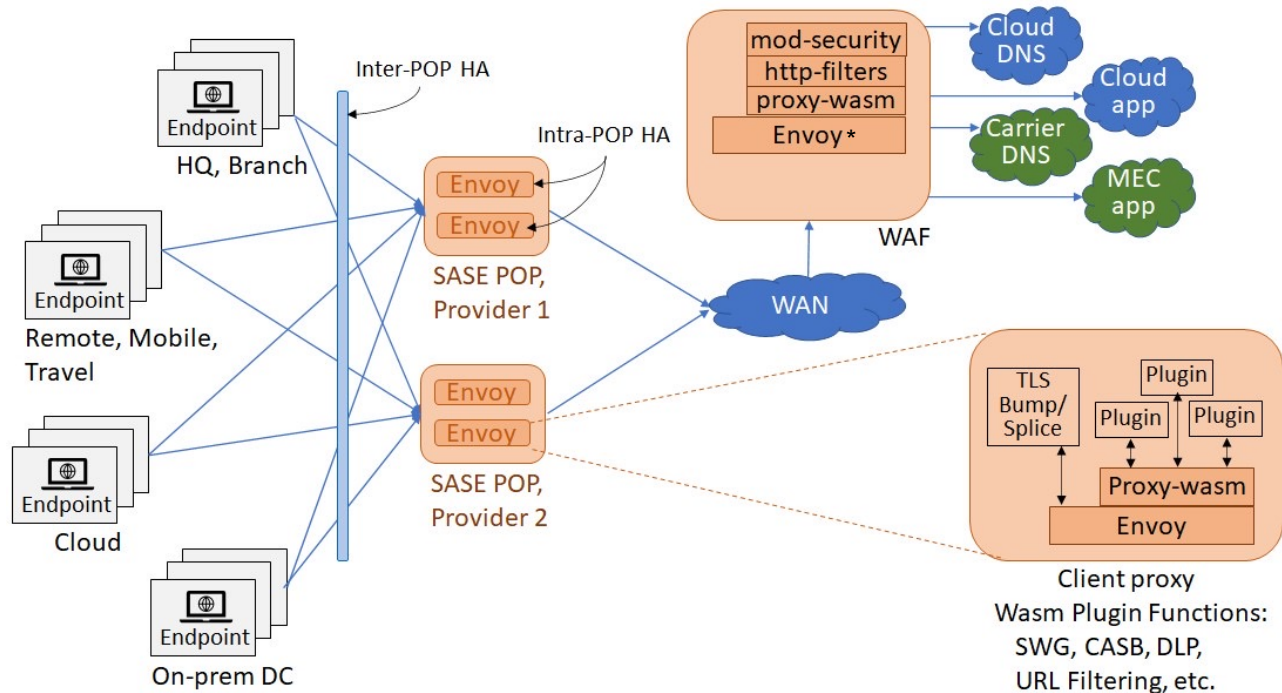 Endpoint
HQ, Branch
Endpoint
Remote, Mobile,
Travel
Endpoint
Cloud
Endpoint
On-prem DC
Inter-POP HA
Intra-POP HA
Envoy
Envoy
SASE POP,
Provider 1
Envoy
Envoy
SASE POP,
Provider 2
WAN
mod-security
http-filters
proxy-wasm
Envoy*
WAF
Cloud
DNS
Cloud
app
Carrier
DNS
MEC
app
TLS
Bump/
Splice
Plugin
Plugin
Plugin
Proxy-wasm
Envoy
Client proxy
Wasm Plugin Functions:
SWG, CASB, DLP,
URL Filtering, etc.